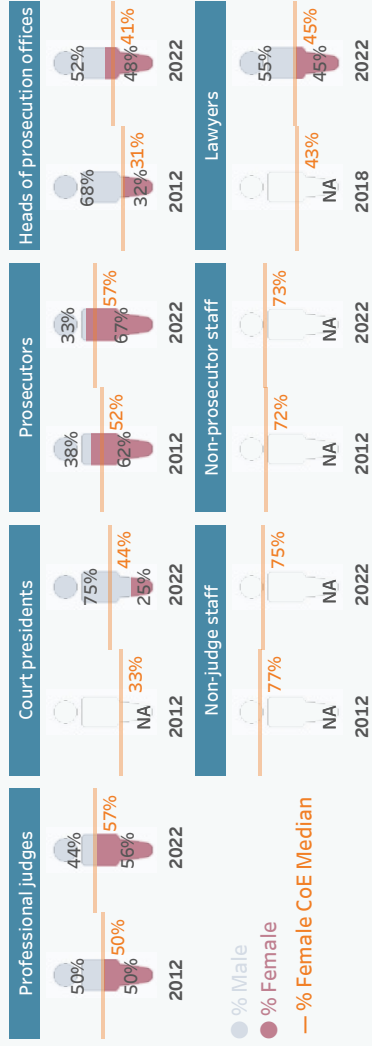 Professional judges
50%
50%
50%
2012
44%
57%
56%
2022
Court presidents
33%
NA
2012
75%
44%
25%
2022
Prosecutors
38%
52%
62%
2012
33%
57%
67%
2022
Heads of prosecution offices
68%
31%
32%
2012
52%
41%
48%
2022
% Male
% Female
% Female CoE Median
Non-judge staff
77%
NA
2012
75%
NA
2022
Non-prosecutor staff
72%
NA
2012
73%
NA
2022
Lawyers
43%
NA
2018
55%
45%
45%
2022